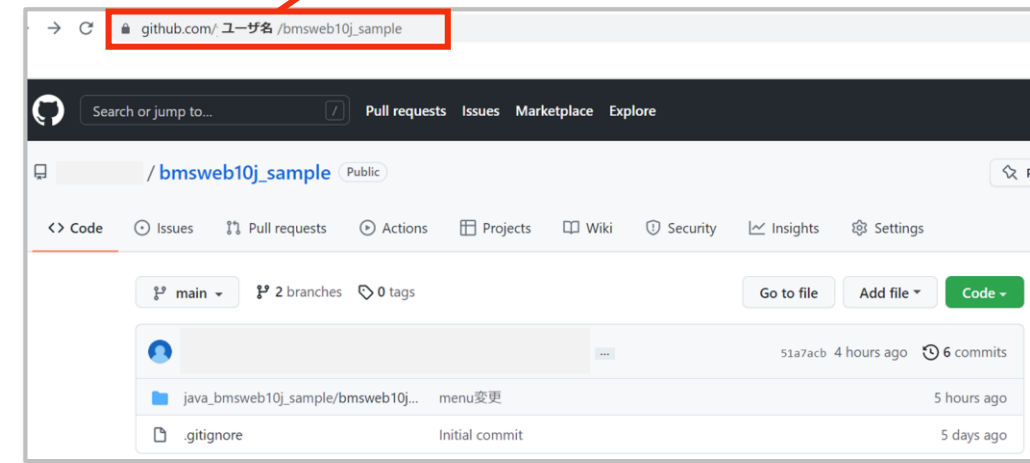 github.com/ ユーザ名 /bmsweb10j_sample
Search or jump to... / Pull requests Issues Marketplace Explore
/ bmsweb10j_sample Public
<> Code Issues Pull requests Actions Projects Wiki Security Insights Settings
main 2 branches 0 tags Go to file Add file Code
... 51a7acb 4 hours ago 6 commits
java_bmsweb10j_sample/bmsweb10j... menu変更 5 hours ago
.gitignore Initial commit 5 days ago